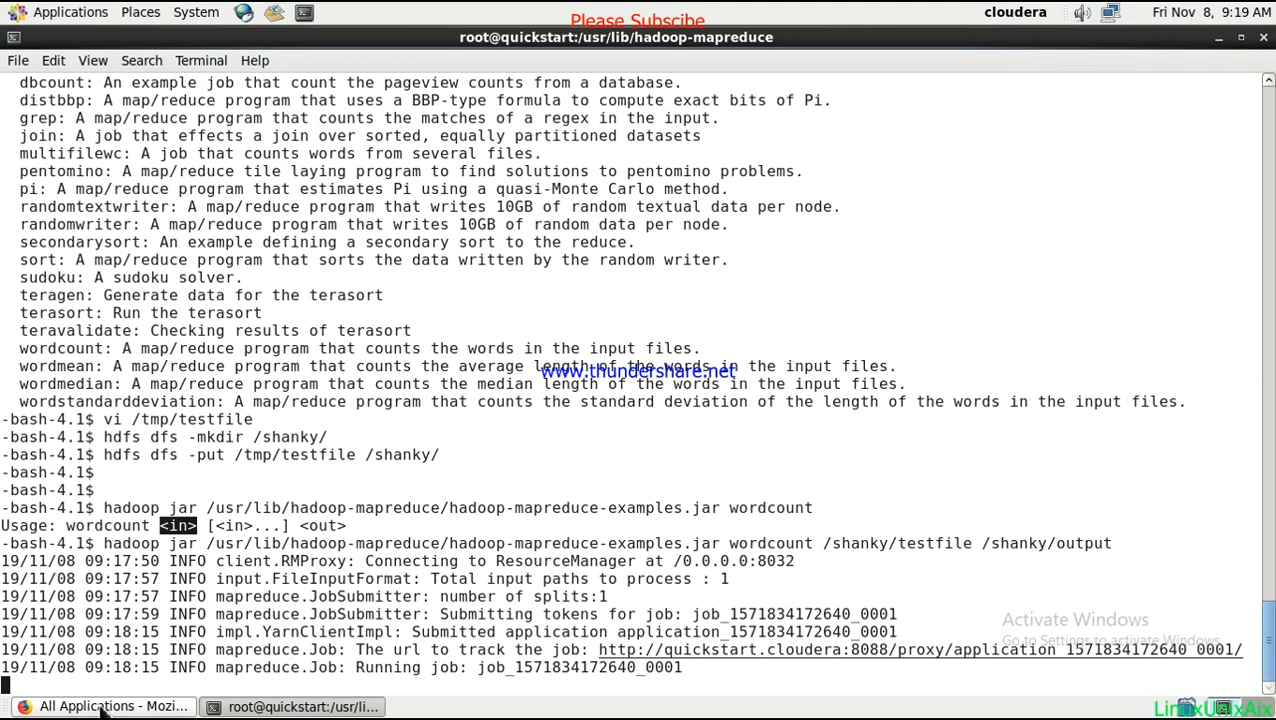 Applications Places System cloudera Fri Nov 8, 9:19 AM
Please Subscibe
root@quickstart:/usr/lib/hadoop-mapreduce
File Edit View Search Terminal Help
dbcount: An example job that count the pageview counts from a database.
distbbp: A map/reduce program that uses a BBP-type formula to compute exact bits of Pi.
grep: A map/reduce program that counts the matches of a regex in the input.
join: A job that effects a join over sorted, equally partitioned datasets
multifilewc: A job that counts words from several files.
pentomino: A map/reduce tile laying program to find solutions to pentomino problems.
pi: A map/reduce program that estimates Pi using a quasi-Monte Carlo method.
randomtextwriter: A map/reduce program that writes 10GB of random textual data per node.
randomwriter: A map/reduce program that writes 10GB of random data per node.
secondarysort: An example defining a secondary sort to the reduce.
sort: A map/reduce program that sorts the data written by the random writer.
sudoku: A sudoku solver.
teragen: Generate data for the terasort
terasort: Run the terasort
teravalidate: Checking results of terasort
wordcount: A map/reduce program that counts the words in the input files.
wordmean: A map/reduce program that counts the average length of the words in the input files.
www.thundershare.net
wordmedian: A map/reduce program that counts the median length of the words in the input files.
wordstandarddeviation: A map/reduce program that counts the standard deviation of the length of the words in the input files.
-bash-4.1$ vi /tmp/testfile
-bash-4.1$ hdfs dfs -mkdir /shanky/
-bash-4.1$ hdfs dfs -put /tmp/testfile /shanky/
-bash-4.1$
-bash-4.1$
-bash-4.1$ hadoop jar /usr/lib/hadoop-mapreduce/hadoop-mapreduce-examples.jar wordcount
Usage: wordcount <in> [<in>...] <out>
-bash-4.1$ hadoop jar /usr/lib/hadoop-mapreduce/hadoop-mapreduce-examples.jar wordcount /shanky/testfile /shanky/output
19/11/08 09:17:50 INFO client.RMProxy: Connecting to ResourceManager at /0.0.0.0:8032
19/11/08 09:17:57 INFO input.FileInputFormat: Total input paths to process : 1
19/11/08 09:17:57 INFO mapreduce.JobSubmitter: number of splits:1
19/11/08 09:17:59 INFO mapreduce.JobSubmitter: Submitting tokens for job: job_1571834172640_0001
19/11/08 09:18:15 INFO impl.YarnClientImpl: Submitted application application_1571834172640_0001
19/11/08 09:18:15 INFO mapreduce.Job: The url to track the job: http://quickstart.cloudera:8088/proxy/application_1571834172640_0001/
19/11/08 09:18:15 INFO mapreduce.Job: Running job: job_1571834172640_0001
Activate Windows
Go to Settings to activate Windows.
All Applications - Mozi... root@quickstart:/usr/li...
LinuxUnixAix